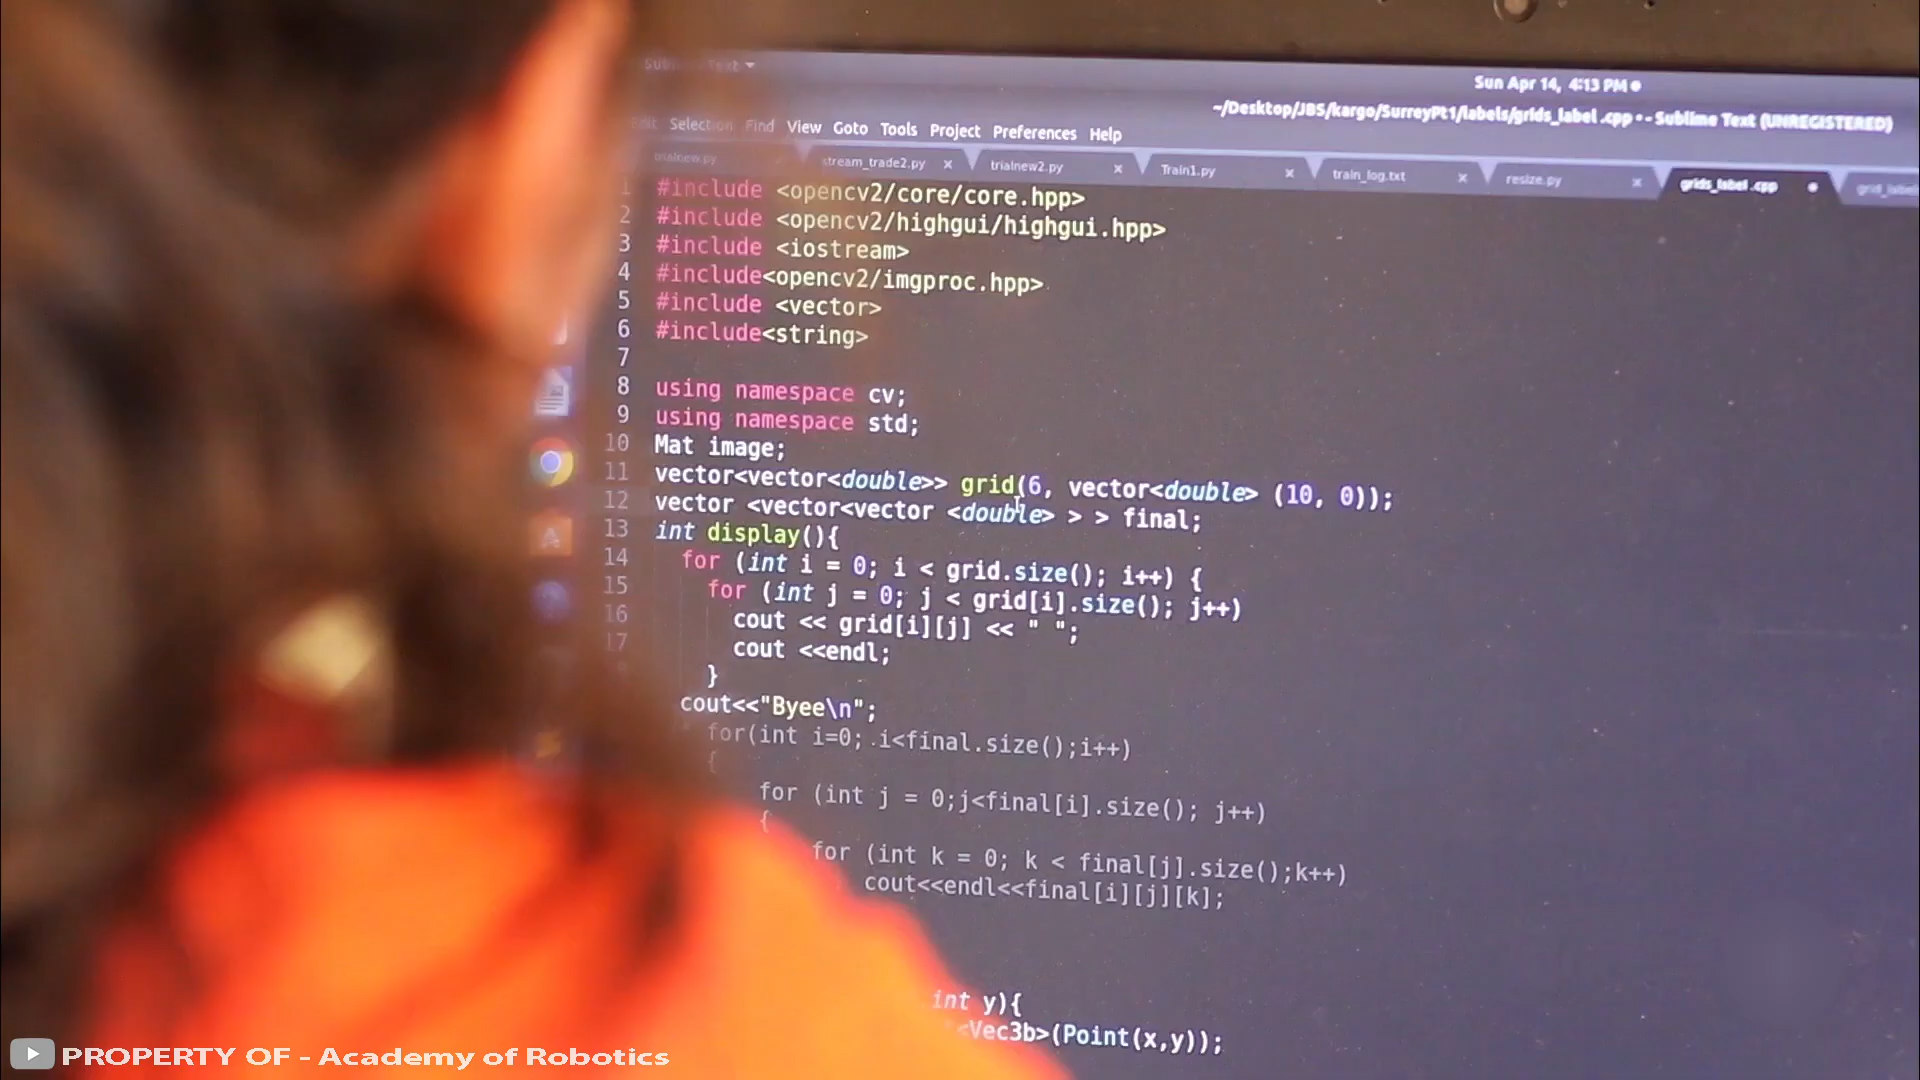 Sun Apr 14, 4:13 PM
~/Desktop/JBS/kargo/SurreyPt1/labels/grids_label .cpp • - Sublime Text (UNREGISTERED)
Edit Selection Find View Goto Tools Project Preferences Help
trialnew.py stream_trade2.py × trialnew2.py × Train1.py × train_log.txt × resize.py × grids_label .cpp
1 #include <opencv2/core/core.hpp>
2 #include <opencv2/highgui/highgui.hpp>
3 #include <iostream>
4 #include<opencv2/imgproc.hpp>
5 #include <vector>
6 #include<string>
7
8 using namespace cv;
9 using namespace std;
10 Mat image;
11 vector<vector<double>> grid(6, vector<double> (10, 0));
12 vector <vector<vector <double> > > final;
13 int display(){
14 for (int i = 0; i < grid.size(); i++) {
15 for (int j = 0; j < grid[i].size(); j++)
16 cout << grid[i][j] << " ";
17 cout <<endl;
}
cout<<"Byee\n";
for(int i=0; i<final.size();i++)
{
for (int j = 0;j<final[i].size(); j++)
{
for (int k = 0; k < final[j].size();k++)
cout<<endl<<final[i][j][k];
int y){
<Vec3b>(Point(x,y));
PROPERTY OF - Academy of Robotics